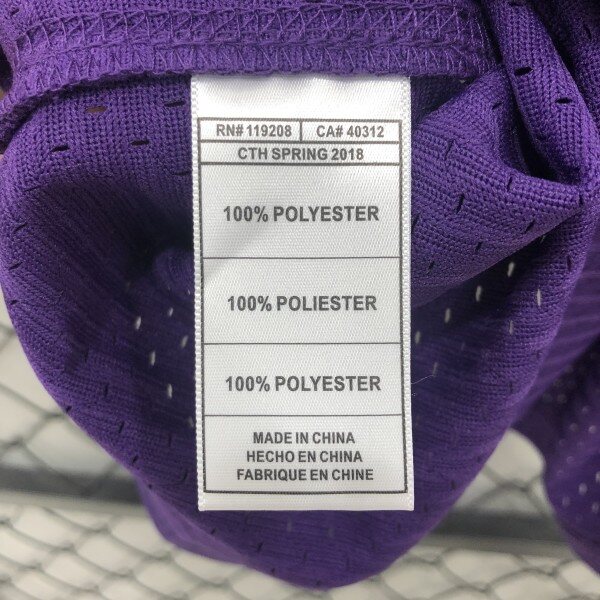 RN# 119208 CA# 40312
CTH SPRING 2018
100% POLYESTER
100% POLIESTER
100% POLYESTER
MADE IN CHINA
HECHO EN CHINA
FABRIQUE EN CHINE